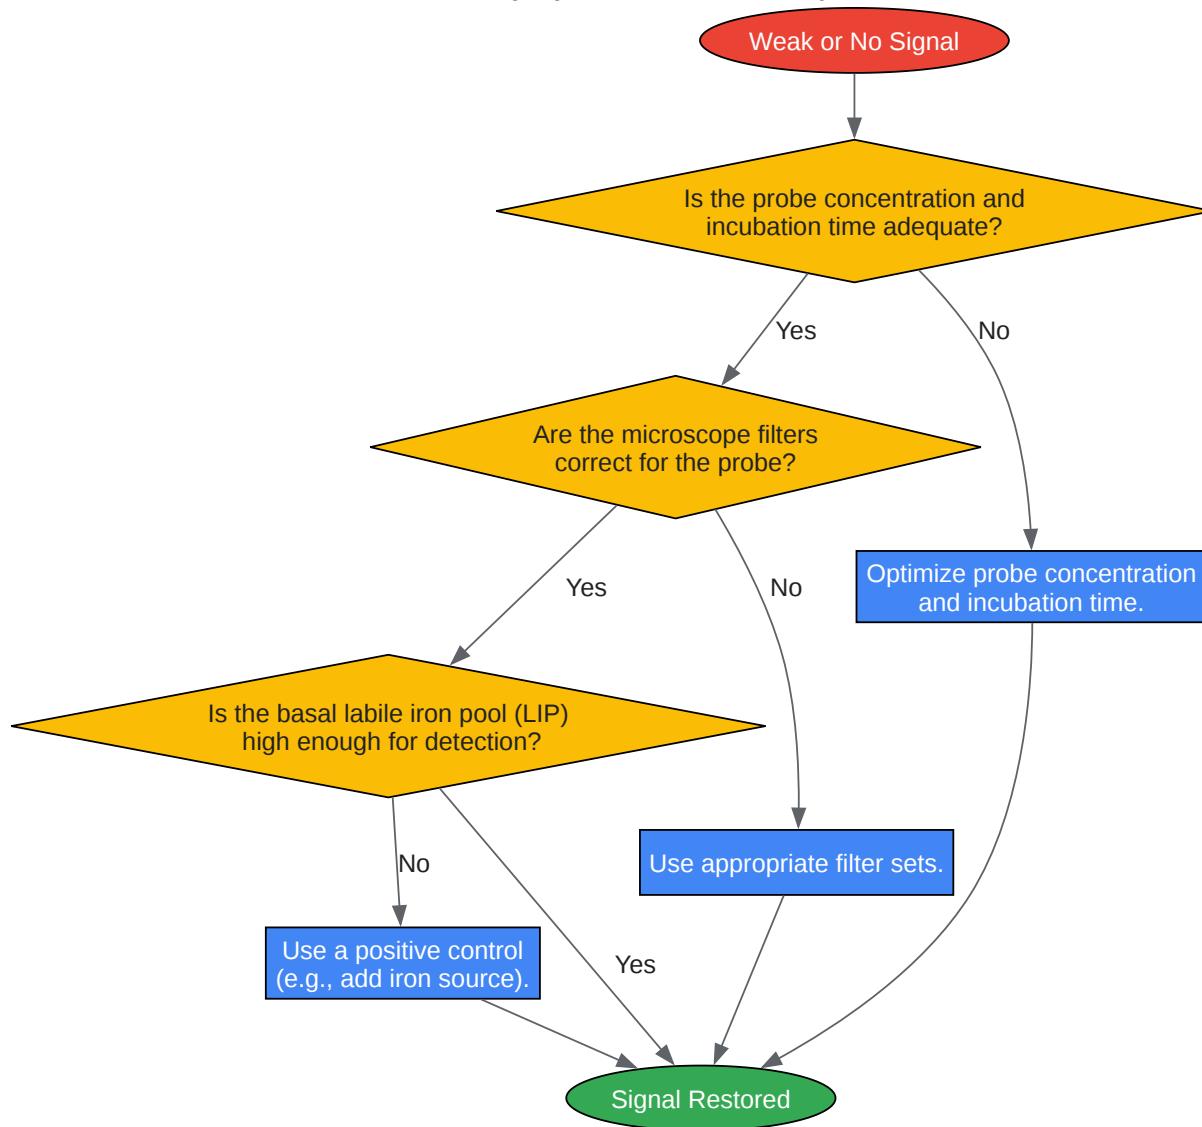 Weak or No Signal
Is the probe concentration and
incubation time adequate?
Yes
No
Are the microscope filters
correct for the probe?
Optimize probe concentration
and incubation time.
Yes
No
Is the basal labile iron pool (LIP)
high enough for detection?
Use appropriate filter sets.
No
Use a positive control
(e.g., add iron source).
Yes
Signal Restored